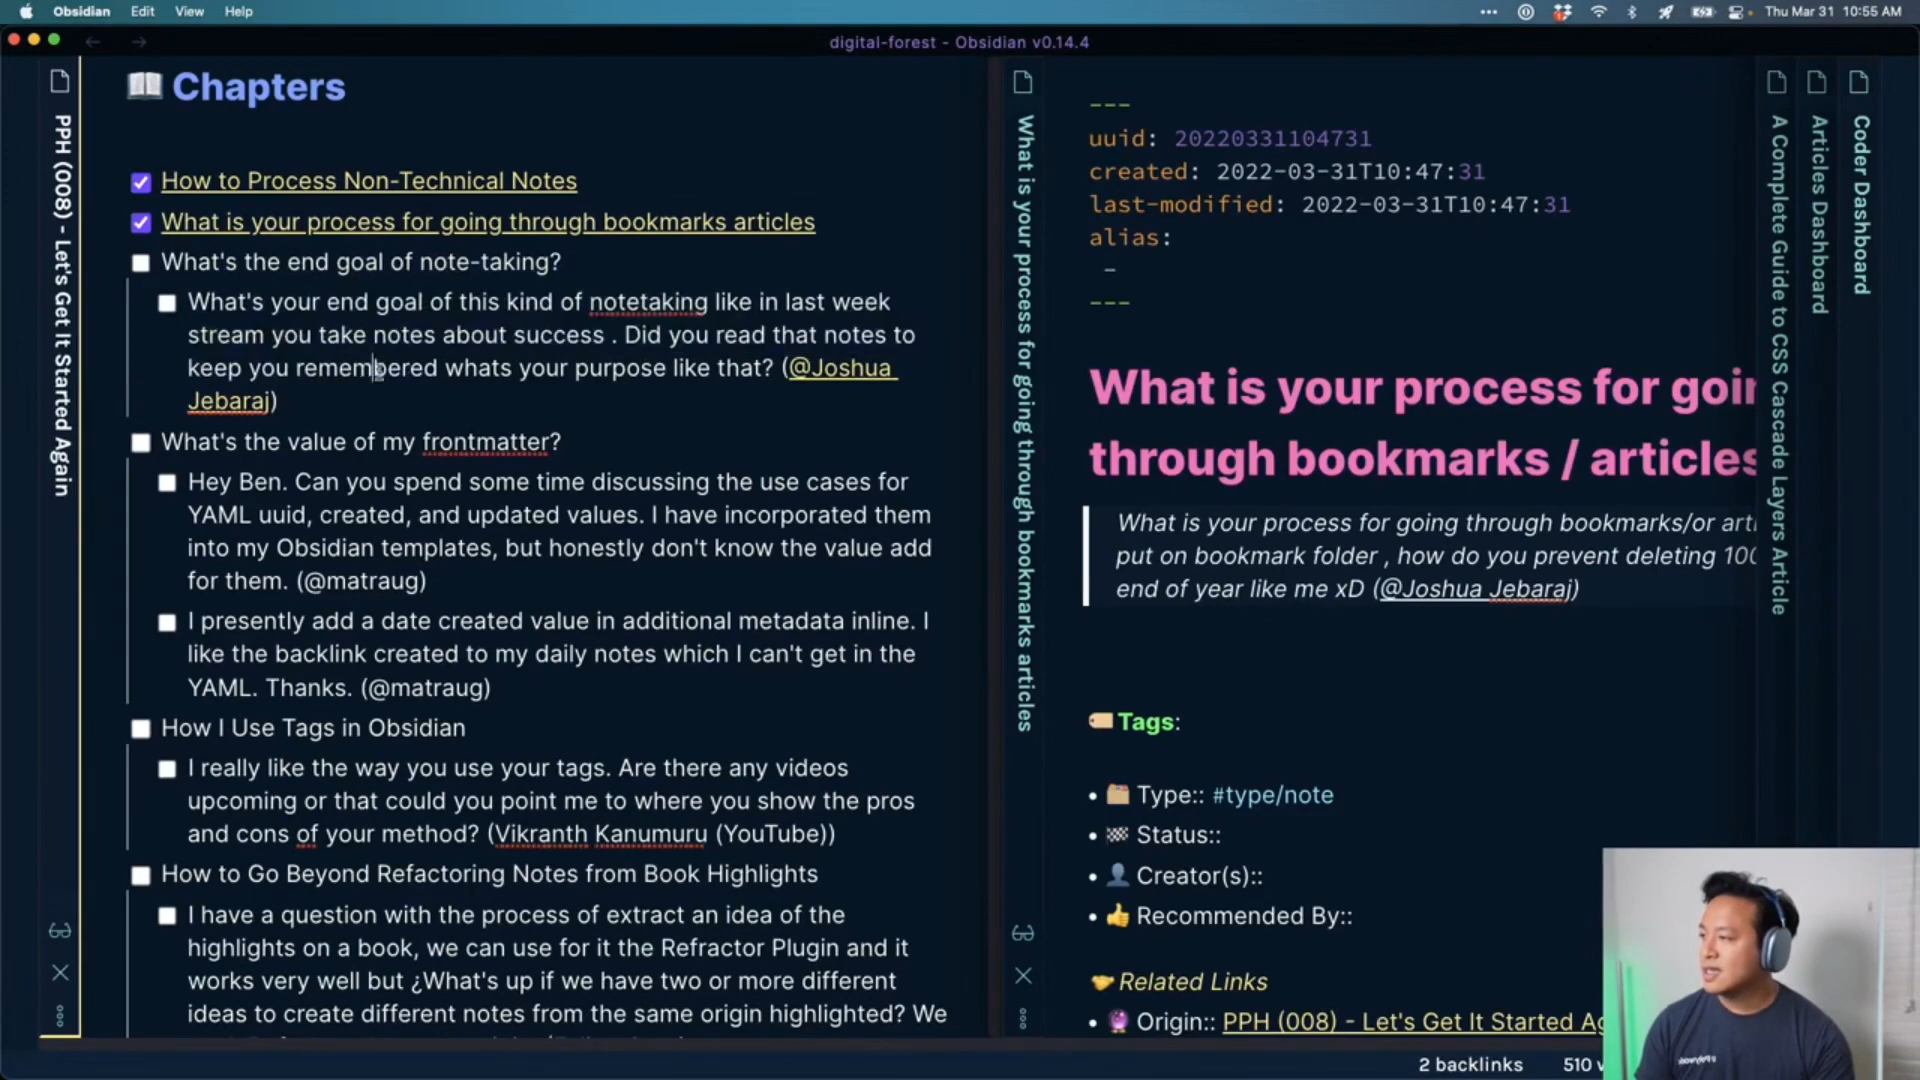 Obsidian Edit View Help
Thu Mar 31 10:55 AM
digital-forest - Obsidian v0.14.4
PPH (008) - Let's Get It Started Again
📖 Chapters
How to Process Non-Technical Notes
What is your process for going through bookmarks articles
What's the end goal of note-taking?
What's your end goal of this kind of notetaking like in last week
stream you take notes about success . Did you read that notes to
keep you remembered whats your purpose like that? (@Joshua
Jebaraj)
What's the value of my frontmatter?
Hey Ben. Can you spend some time discussing the use cases for
YAML uuid, created, and updated values. I have incorporated them
into my Obsidian templates, but honestly don't know the value add
for them. (@matraug)
I presently add a date created value in additional metadata inline. I
like the backlink created to my daily notes which I can't get in the
YAML. Thanks. (@matraug)
How I Use Tags in Obsidian
I really like the way you use your tags. Are there any videos
upcoming or that could you point me to where you show the pros
and cons of your method? (Vikranth Kanumuru (YouTube))
How to Go Beyond Refactoring Notes from Book Highlights
I have a question with the process of extract an idea of the
highlights on a book, we can use for it the Refractor Plugin and it
works very well but ¿What's up if we have two or more different
ideas to create different notes from the same origin highlighted? We
What is your process for going through bookmarks articles
---
uuid: 20220331104731
created: 2022-03-31T10:47:31
last-modified: 2022-03-31T10:47:31
alias:
-
---
What is your process for goin
through bookmarks / articles
What is your process for going through bookmarks/or arti
put on bookmark folder , how do you prevent deleting 100
end of year like me xD (@Joshua Jebaraj)
🏷️ Tags:
• 🗂️ Type:: #type/note
• 🏁 Status::
• 👤 Creator(s)::
• 👍 Recommended By::
Related Links
• 🔮 Origin:: PPH (008) - Let's Get It Started Ag
A Complete Guide to CSS Cascade Layers Article
Articles Dashboard
Coder Dashboard
2 backlinks 510 w